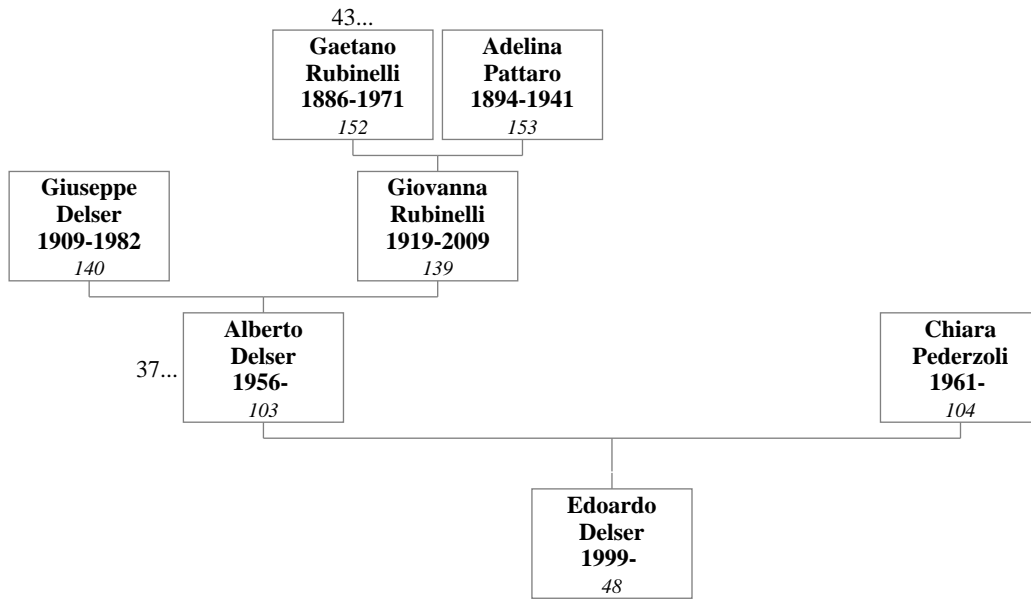 43...
Gaetano
Rubinelli
1886-1971
152
Adelina
Pattaro
1894-1941
153
Giuseppe
Delser
1909-1982
140
Giovanna
Rubinelli
1919-2009
139
37...
Alberto
Delser
1956-
103
Chiara
Pederzoli
1961-
104
Edoardo
Delser
1999-
48